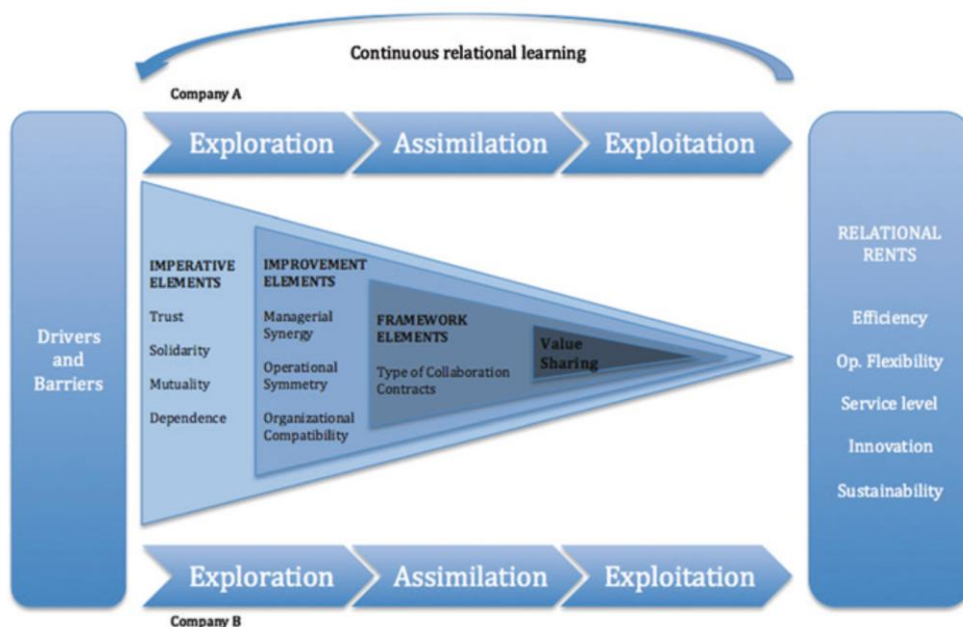 Continuous relational learning
Company A
Exploration
Assimilation
Exploitation
Drivers
and
Barriers
IMPERATIVE
ELEMENTS
Trust
Solidarity
Mutuality
Dependence
IMPROVEMENT
ELEMENTS
Managerial
Synergy
Operational
Symmetry
Organizational
Compatibility
FRAMEWORK
ELEMENTS
Type of Collaboration
Contracts
Value
Sharing
RELATIONAL
RENTS
Efficiency
Op. Flexibility
Service level
Innovation
Sustainability
Exploration
Assimilation
Exploitation
Company B